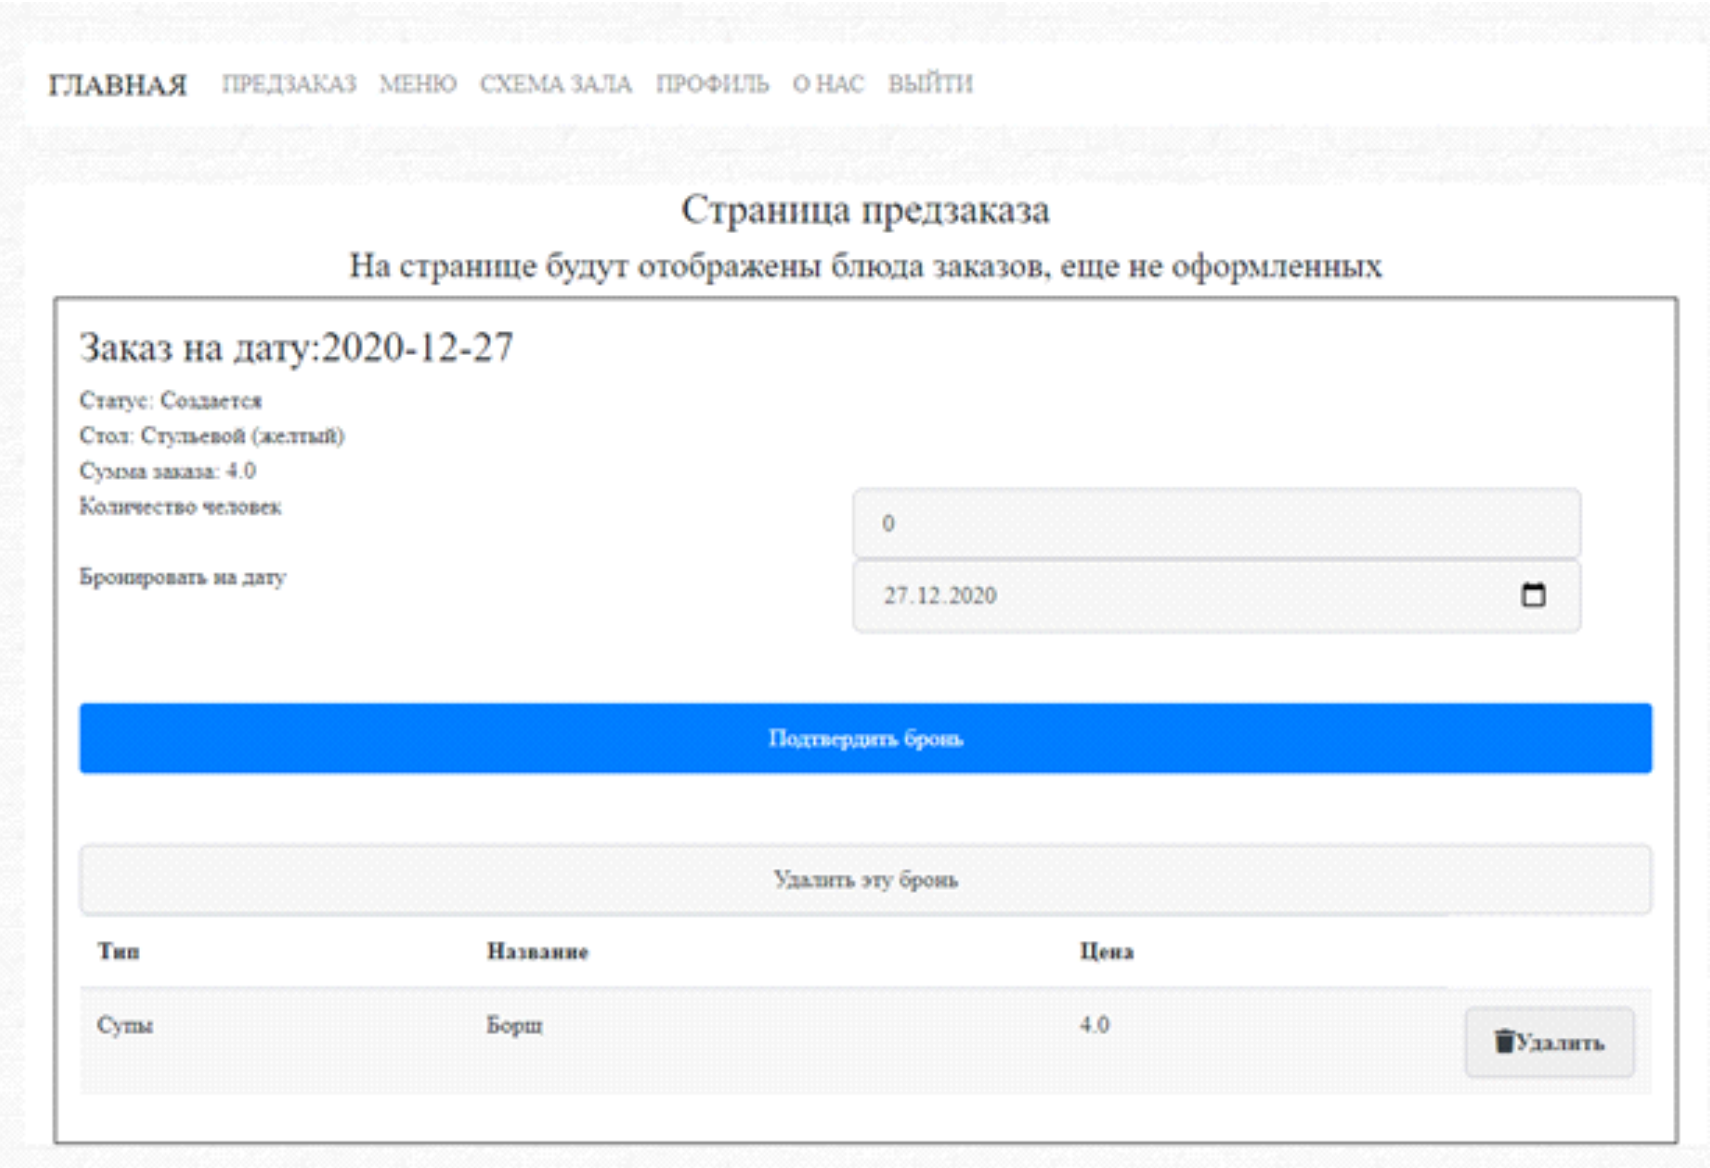 ГЛАВНАЯ ПРЕДЗАКАЗ МЕНЮ СХЕМА ЗАЛА ПРОФИЛЬ О НАС ВЫЙТИ
Страница предзаказа
На странице будут отображены блюда заказов, еще не оформленных
Заказ на дату:2020-12-27
Статус: Создается
Стол: Стульевой (желтый)
Сумма заказа: 4.0
Количество человек 0
Бронировать на дату 27.12.2020
Подтвердить бронь
Удалить эту бронь
Тип Название Цена
Супы Борщ 4.0 Удалить